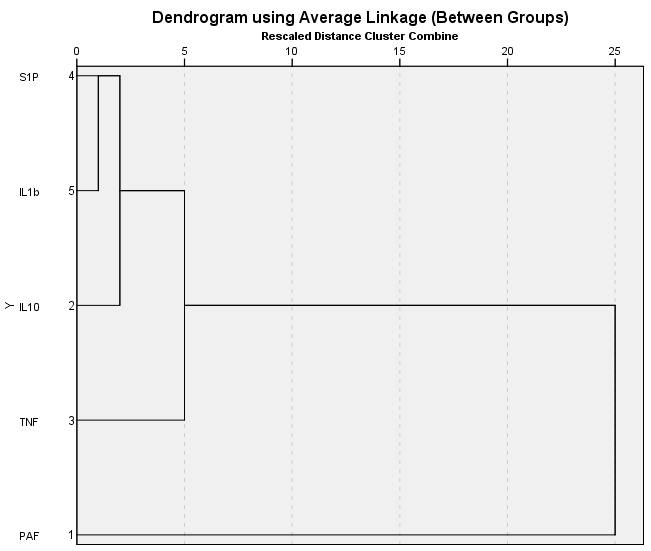 Dendrogram using Average Linkage (Between Groups)
Rescaled Distance Cluster Combine
0 5 10 15 20 25
S1P 4
IL1b 5
Y
IL10 2
TNF 3
PAF 1